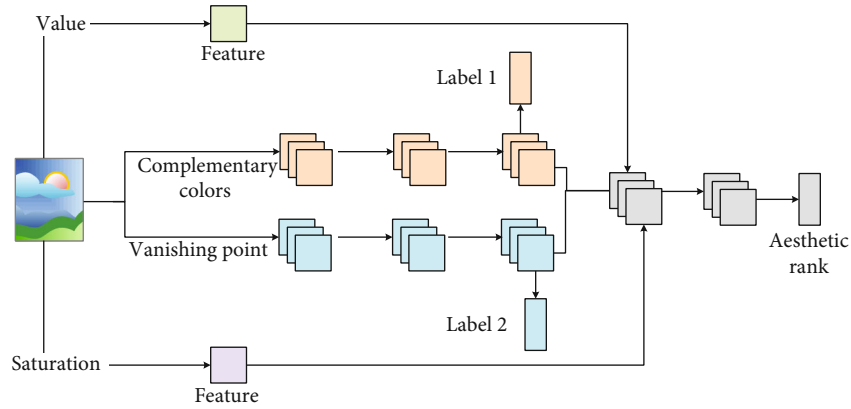 Value
Feature
Label 1
Complementary
colors
Vanishing point
Aesthetic
rank
Label 2
Saturation
Feature